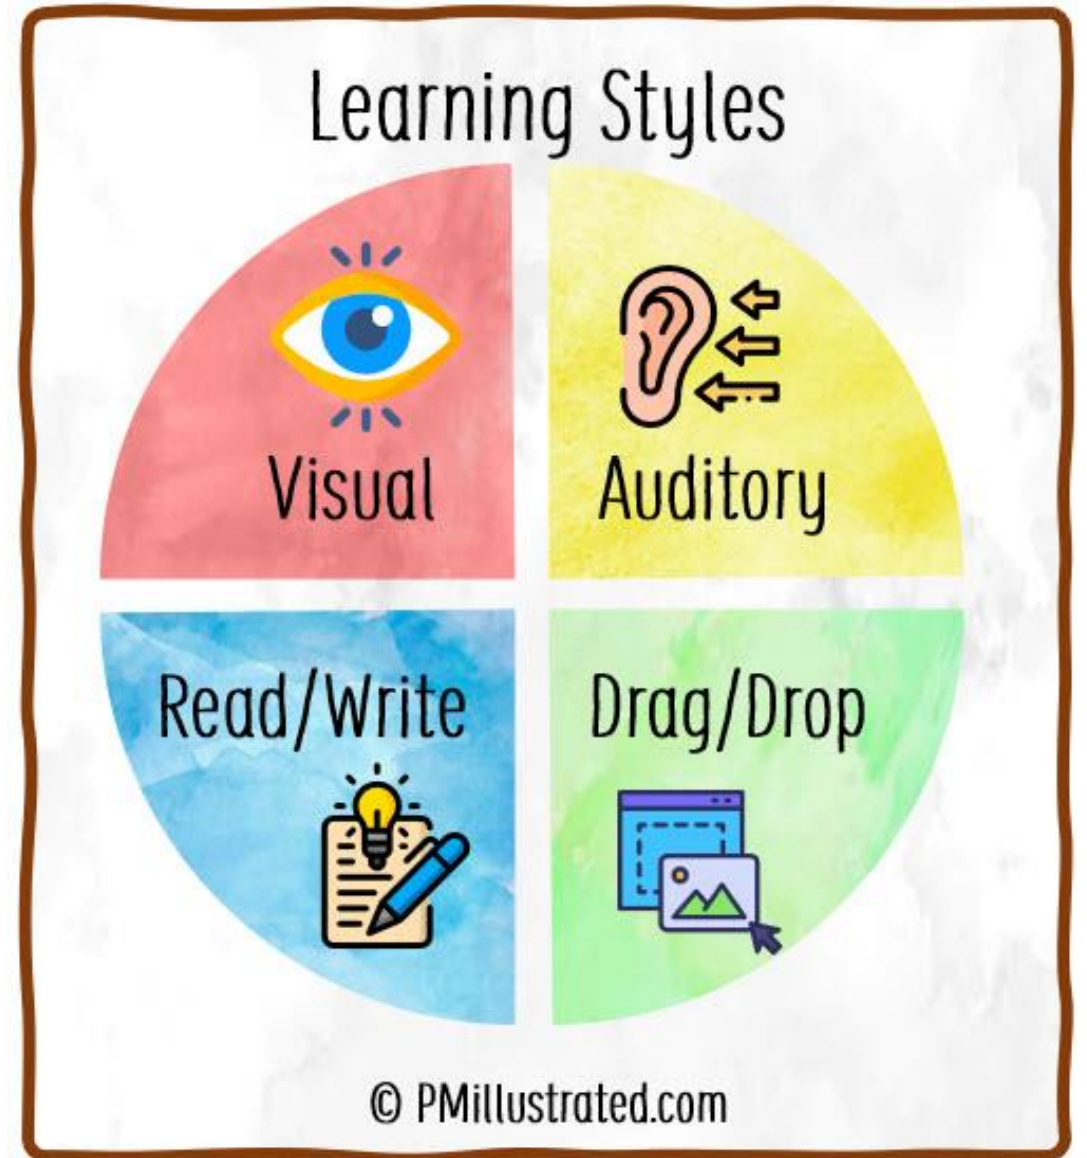 Learning Styles
Visual
Auditory
Read/Write
Drag/Drop
© PMillustrated.com